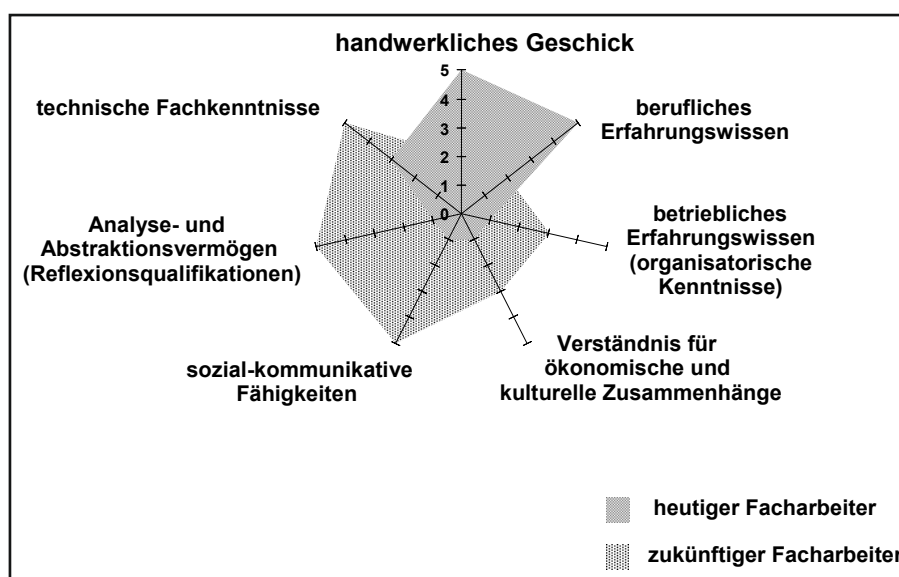 handwerkliches Geschick
5
4
3
2
1
0
technische Fachkenntnisse
berufliches
Erfahrungswissen
Analyse- und
Abstraktionsvermögen
(Reflexionsqualifikationen)
betriebliches
Erfahrungswissen
(organisatorische
Kenntnisse)
sozial-kommunikative
Fähigkeiten
Verständnis für
ökonomische und
kulturelle Zusammenhänge
heutiger Facharbeiter
zukünftiger Facharbeiter